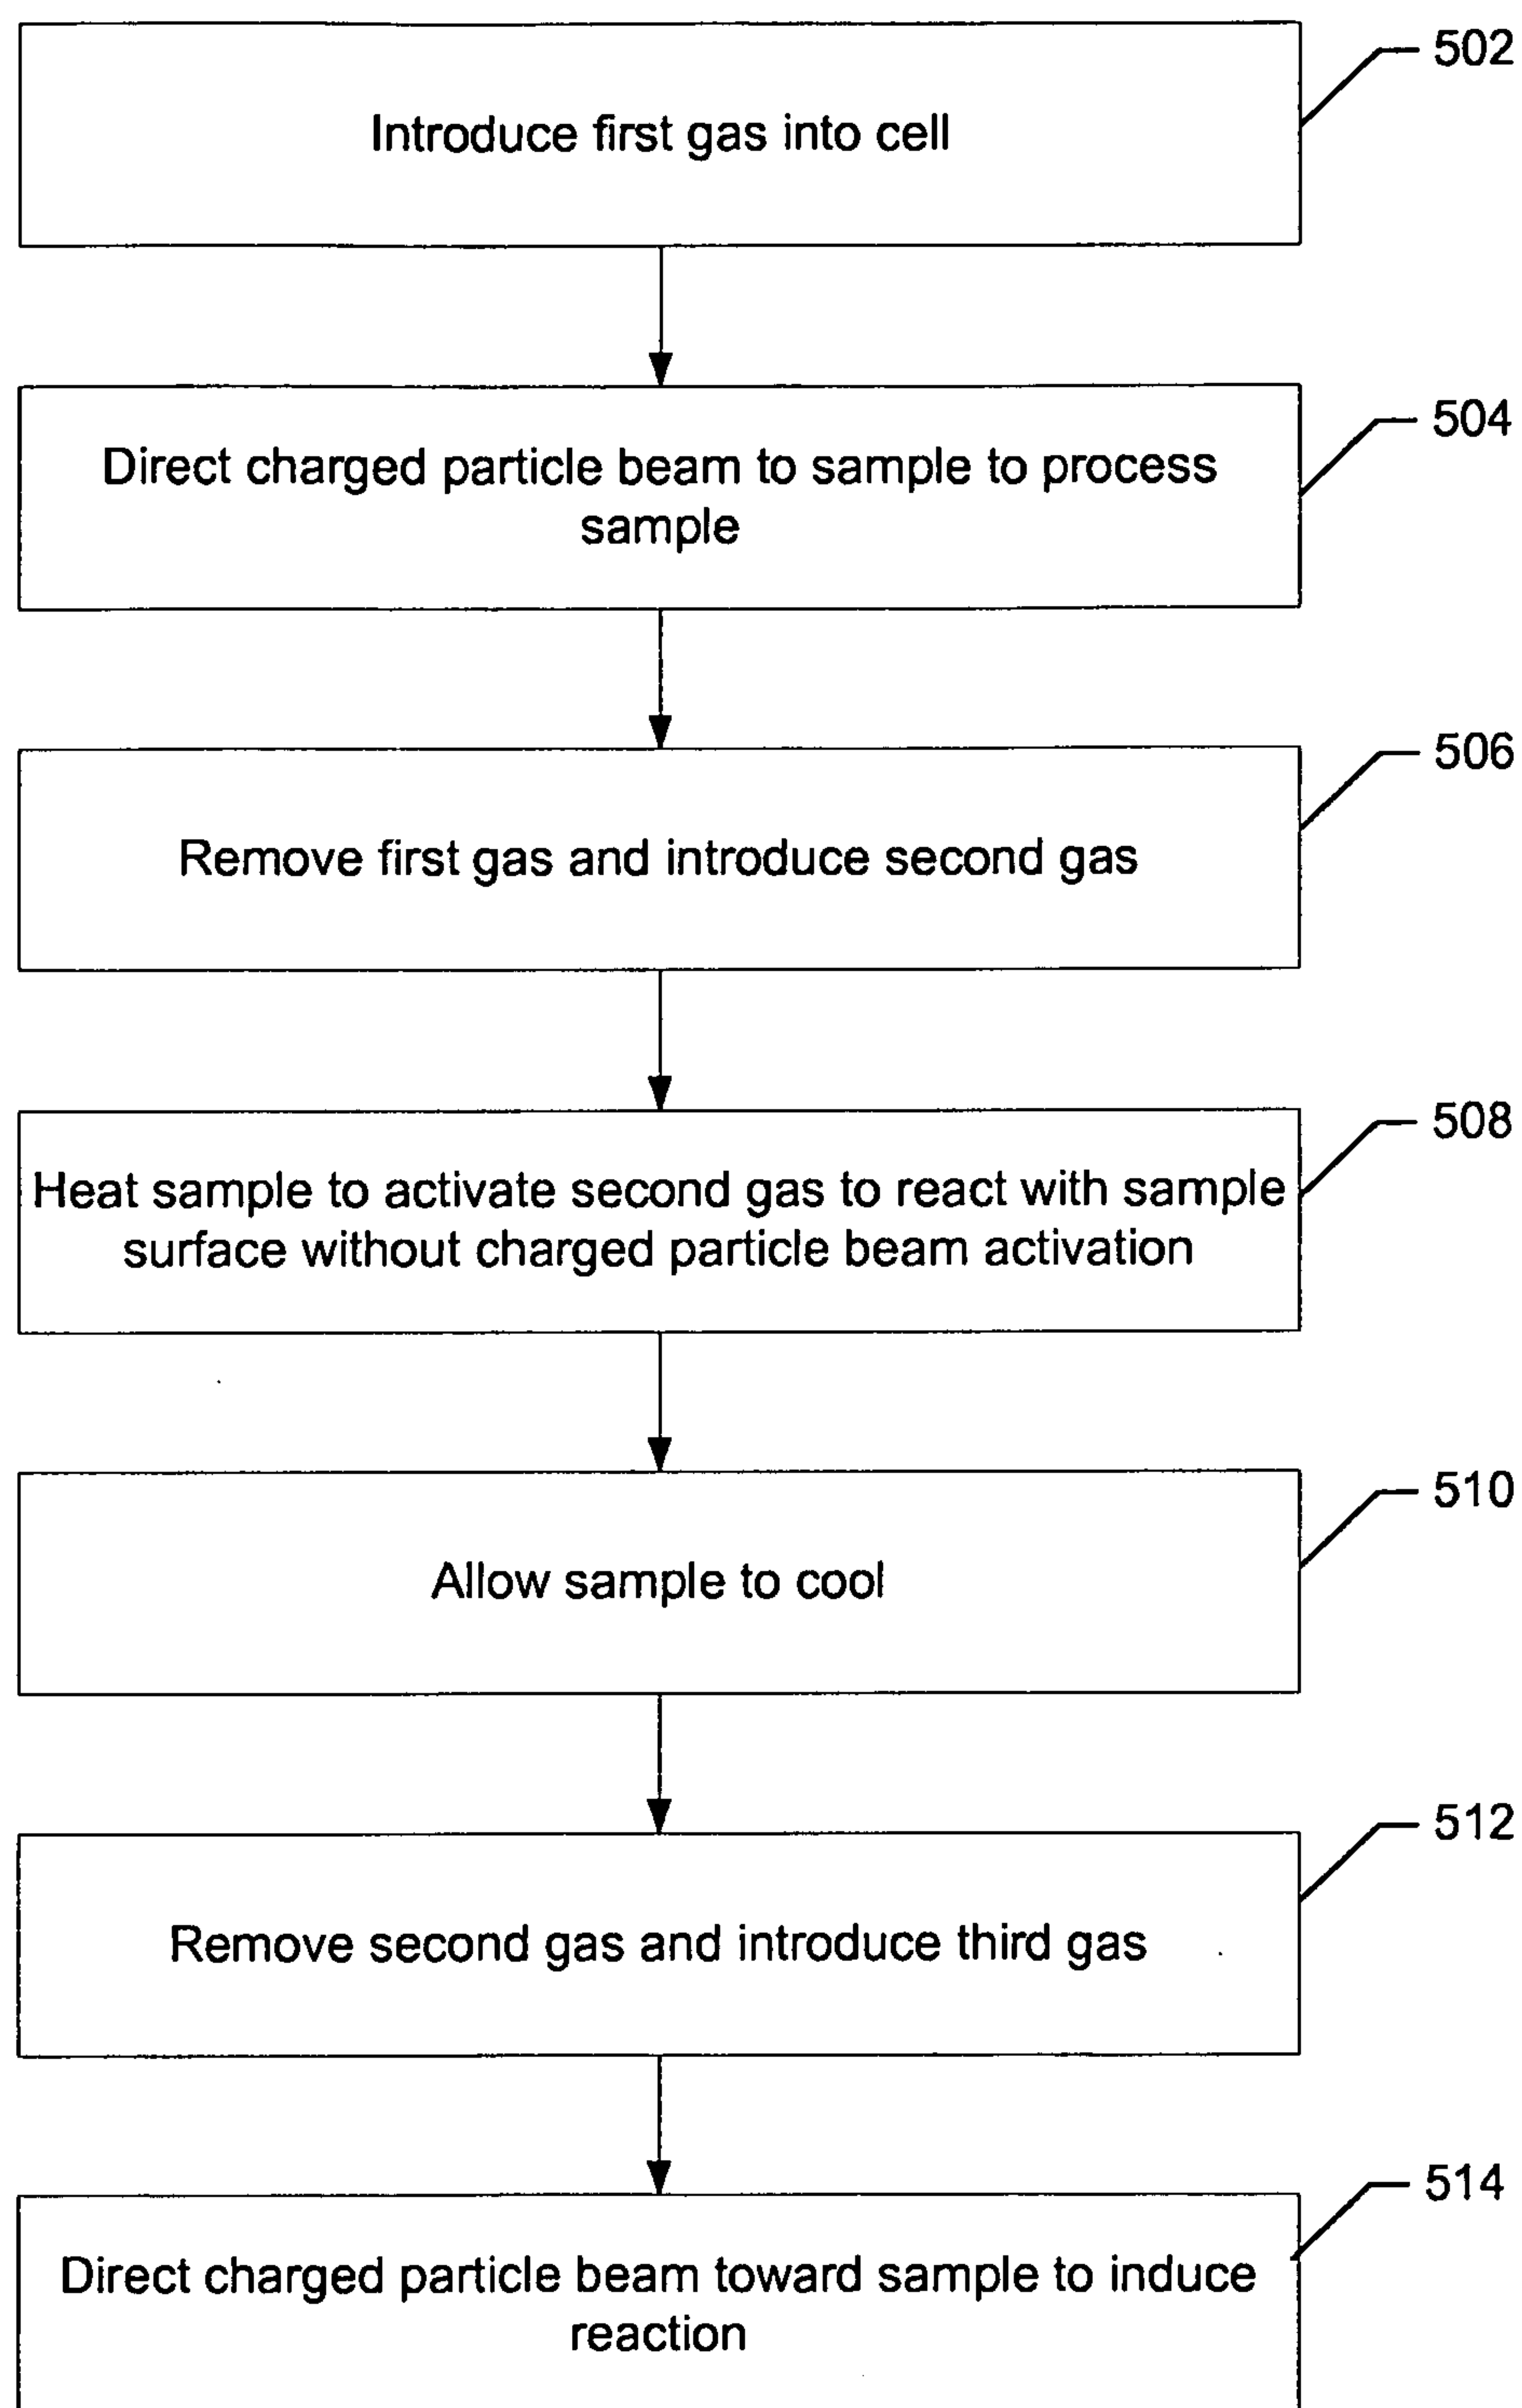 502
Introduce first gas into cell
504
Direct charged particle beam to sample to process
sample
506
Remove first gas and introduce second gas
508
Heat sample to activate second gas to react with sample
surface without charged particle beam activation
510
Allow sample to cool
512
Remove second gas and introduce third gas
514
Direct charged particle beam toward sample to induce
reaction